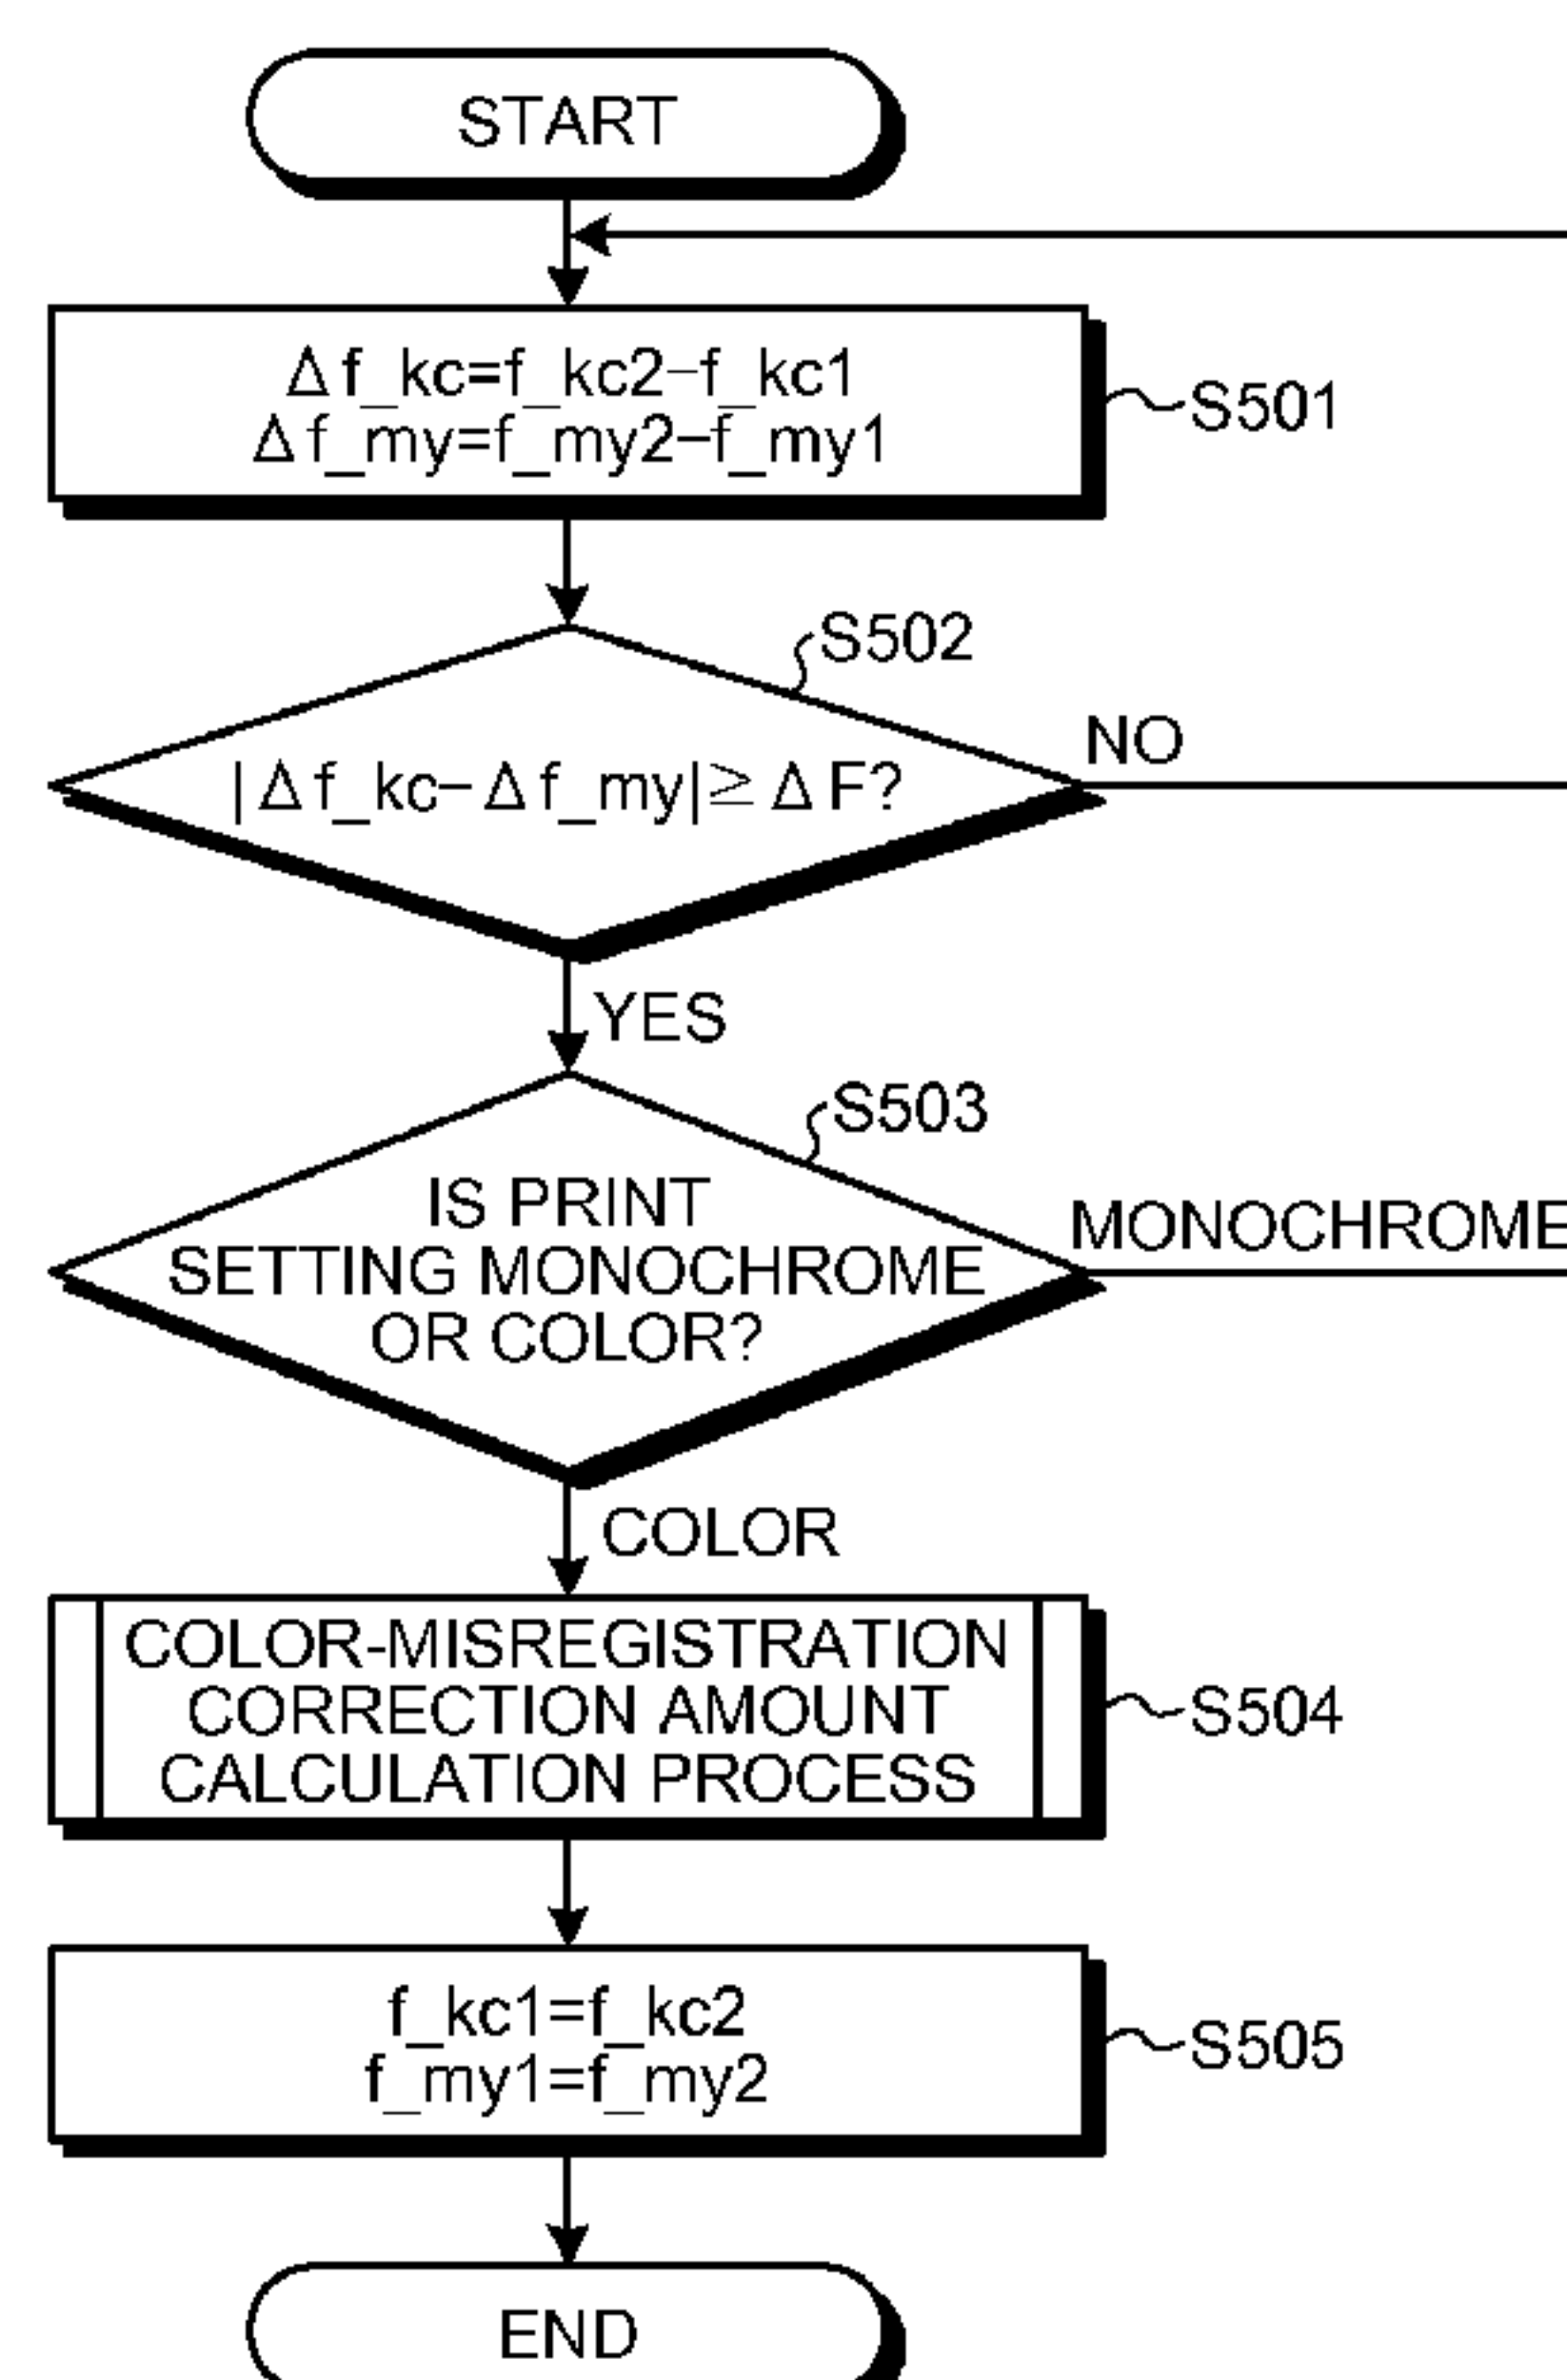 START
Δf_kc=f_kc2-f_kc1
Δf_my=f_my2-f_my1
S501
S502
|Δf_kc-Δf_my|≥ΔF?
NO
YES
S503
IS PRINT
SETTING MONOCHROME
OR COLOR?
MONOCHROME
COLOR
COLOR-MISREGISTRATION
CORRECTION AMOUNT
CALCULATION PROCESS
S504
f_kc1=f_kc2
f_my1=f_my2
S505
END